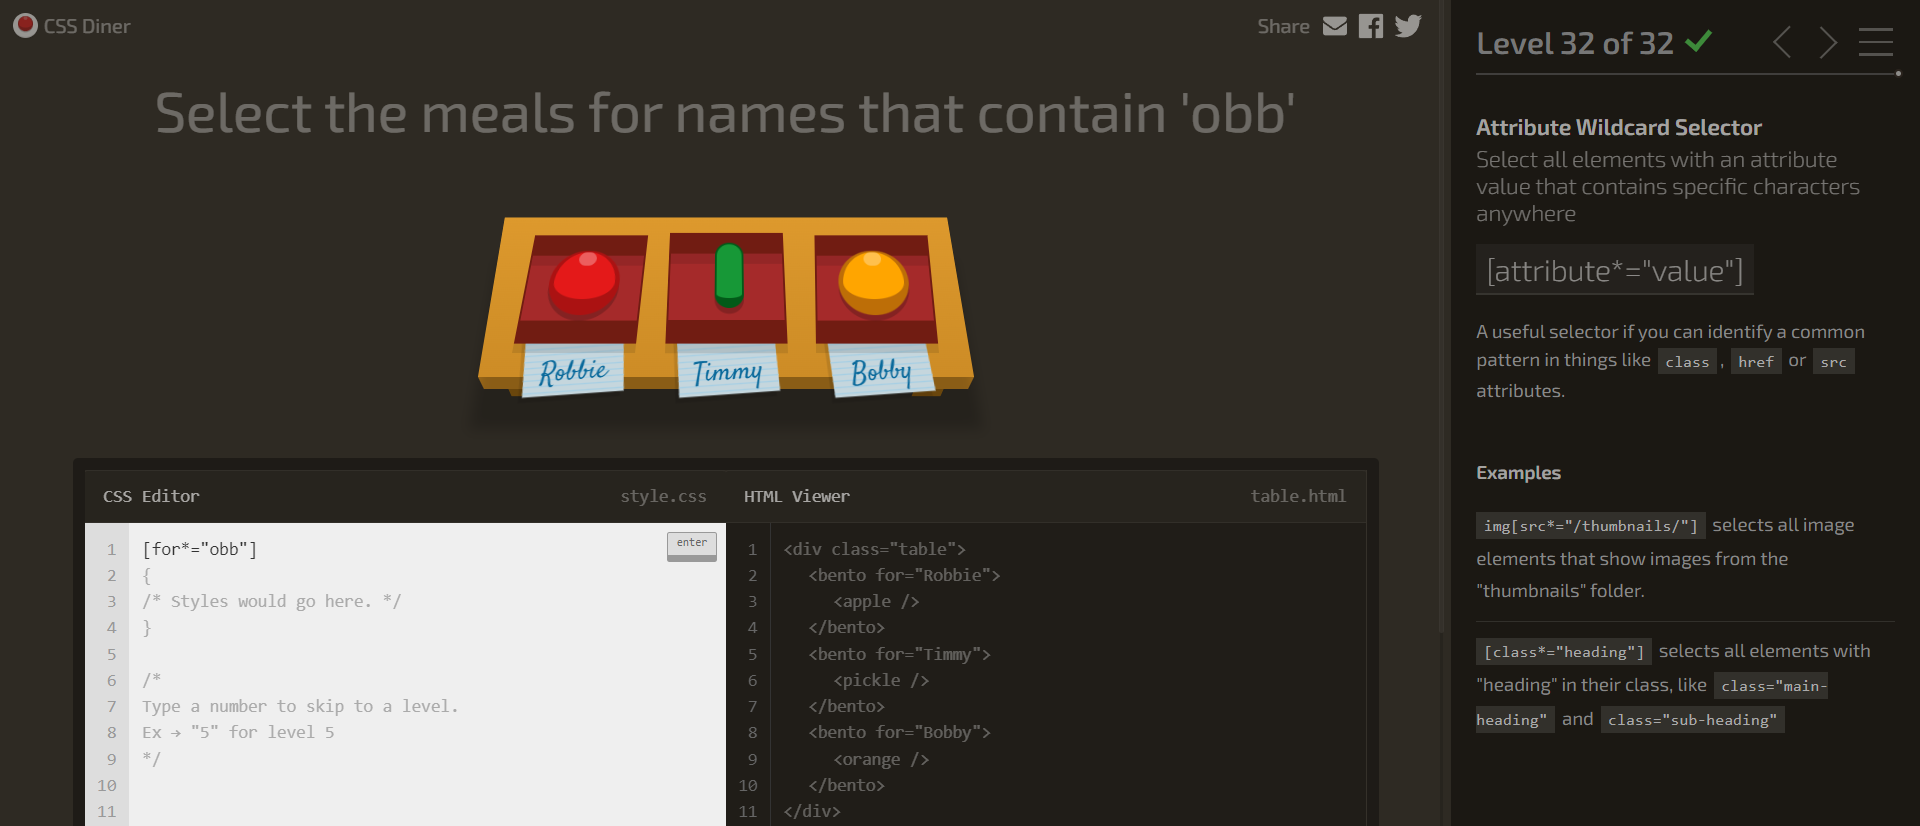 CSS Diner
Share
Select the meals for names that contain 'obb'
Robbie
Timmy
Bobby
CSS Editor
style.css
1 [for*="obb"]
enter
2 {
3 /* Styles would go here. */
4 }
5
6 /*
7 Type a number to skip to a level.
8 Ex → "5" for level 5
9 */
10
11
HTML Viewer
table.html
1 <div class="table">
2 <bento for="Robbie">
3 <apple />
4 </bento>
5 <bento for="Timmy">
6 <pickle />
7 </bento>
8 <bento for="Bobby">
9 <orange />
10 </bento>
11 </div>
Level 32 of 32
Attribute Wildcard Selector
Select all elements with an attribute
value that contains specific characters
anywhere
[attribute*="value"]
A useful selector if you can identify a common
pattern in things like class , href or src
attributes.
Examples
img[src*="/thumbnails/"] selects all image
elements that show images from the
"thumbnails" folder.
[class*="heading"] selects all elements with
"heading" in their class, like class="main-
heading" and class="sub-heading"